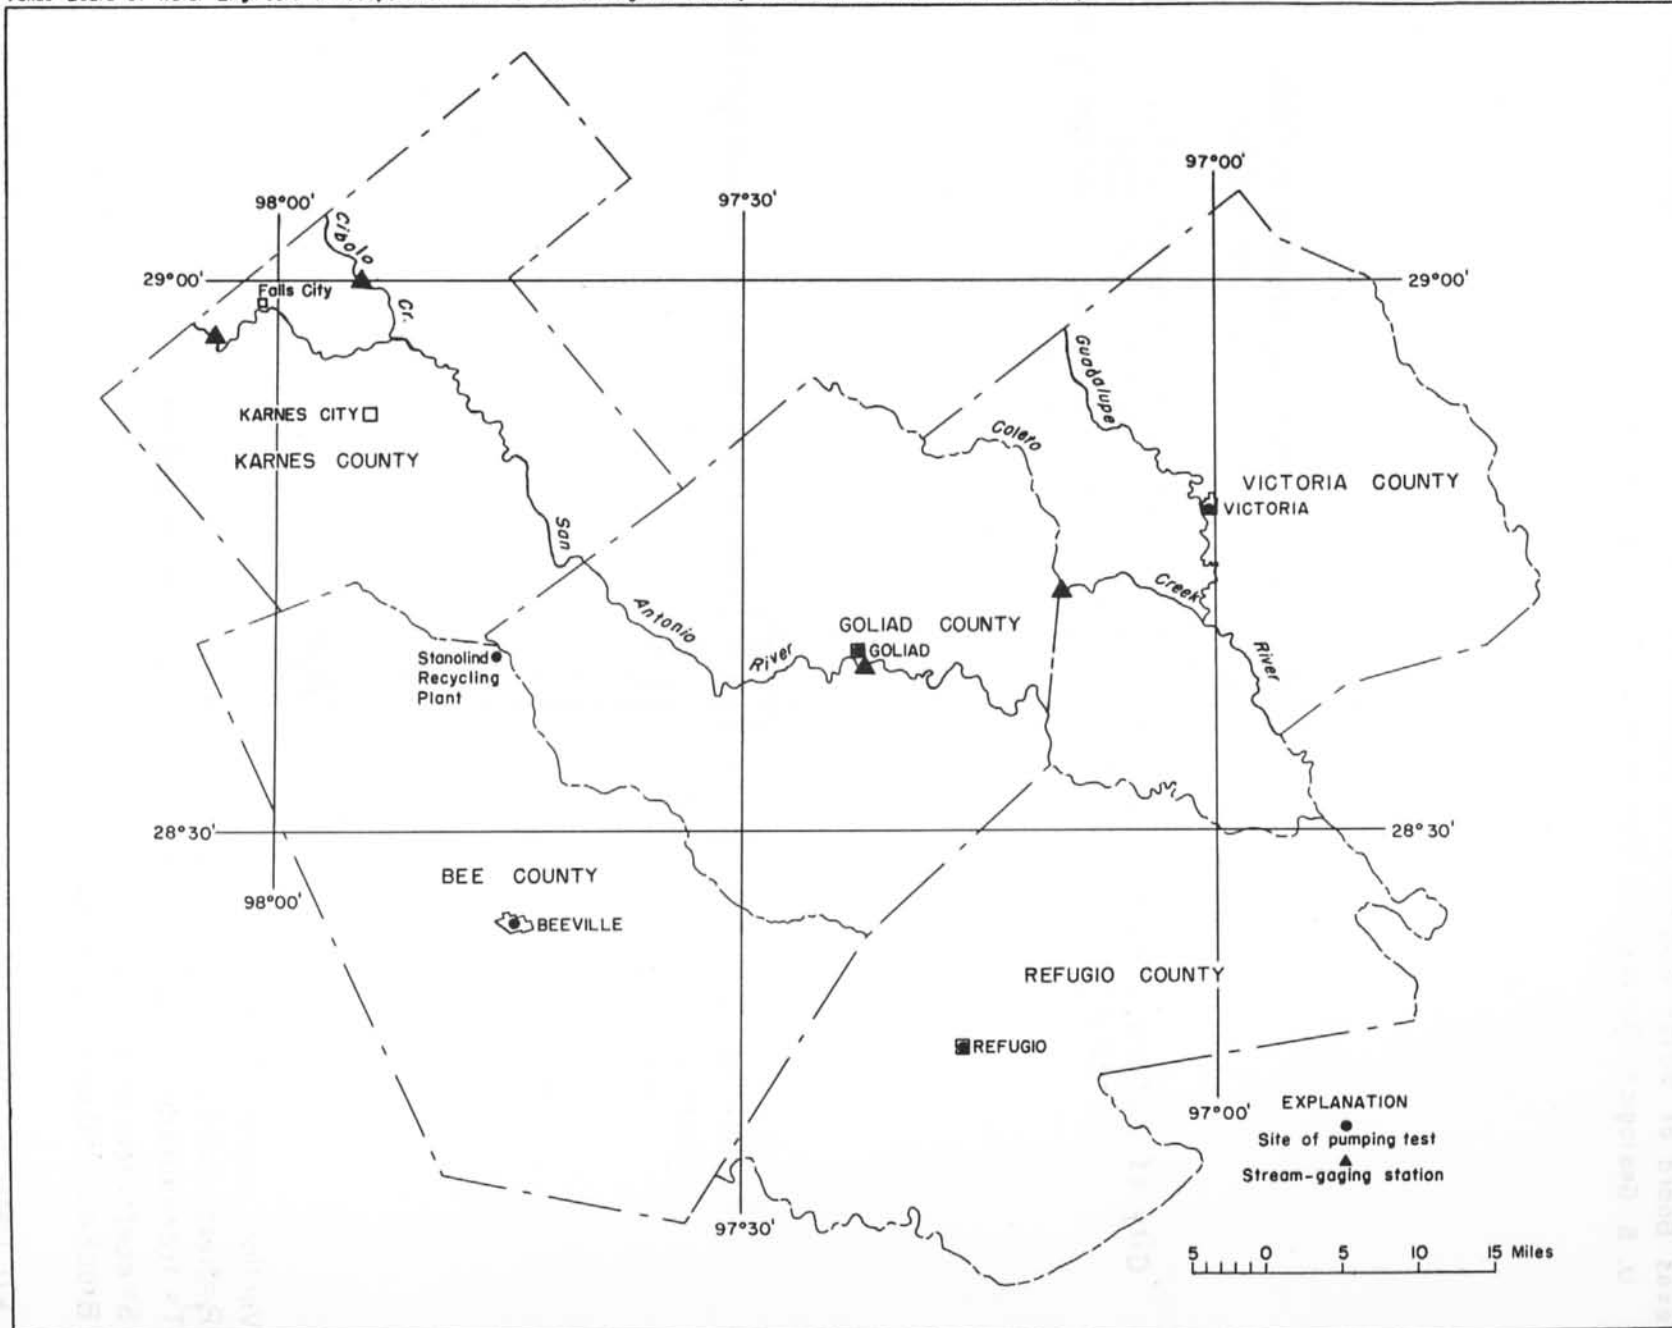 97°00'
98°00'
97°30'
Cibolo
29°00'
29°00'
Falls City
Cr.
Guadalupe
KARNES CITY
Coleto
KARNES COUNTY
VICTORIA COUNTY
VICTORIA
San
Creek
Antonio
GOLIAD COUNTY
GOLIAD
River
River
Stanolind
Recycling
Plant
28°30'
28°30'
BEE COUNTY
98°00'
BEEVILLE
REFUGIO COUNTY
REFUGIO
97°00'
EXPLANATION
Site of pumping test
Stream-gaging station
97°30'
5 0 5 10 15 Miles